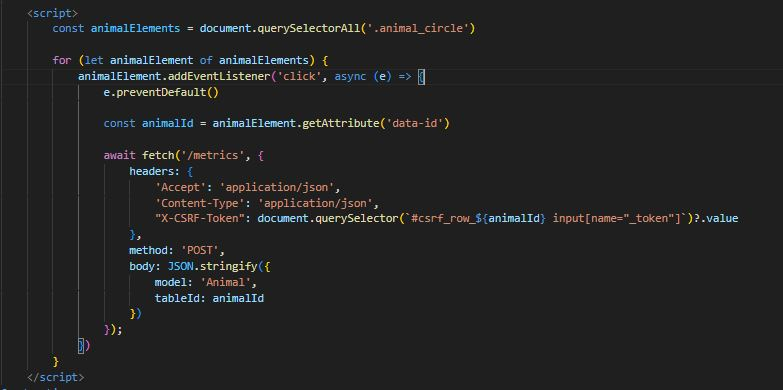 <script>
const animalElements = document.querySelectorAll('.animal_circle')
for (let animalElement of animalElements) {
animalElement.addEventListener('click', async (e) => {
e.preventDefault()
const animalId = animalElement.getAttribute('data-id')
await fetch('/metrics', {
headers: {
'Accept': 'application/json',
'Content-Type': 'application/json',
"X-CSRF-Token": document.querySelector(`#csrf_row_${animalId} input[name="_token"]`)?.value
},
method: 'POST',
body: JSON.stringify({
model: 'Animal',
tableId: animalId
})
});
})
}
</script>